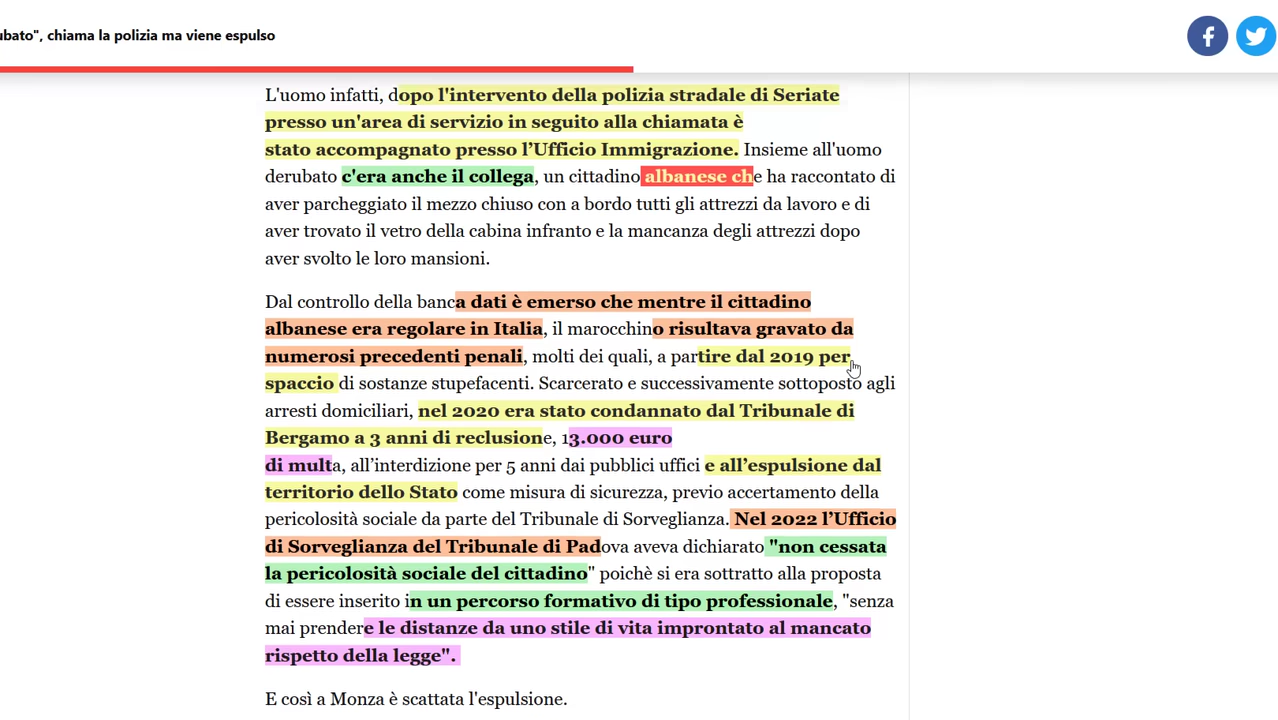 ubato", chiama la polizia ma viene espulso
L'uomo infatti, dopo l'intervento della polizia stradale di Seriate
presso un'area di servizio in seguito alla chiamata è
stato accompagnato presso l’Ufficio Immigrazione. Insieme all'uomo
derubato c'era anche il collega, un cittadino albanese che ha raccontato di
aver parcheggiato il mezzo chiuso con a bordo tutti gli attrezzi da lavoro e di
aver trovato il vetro della cabina infranto e la mancanza degli attrezzi dopo
aver svolto le loro mansioni.
Dal controllo della banca dati è emerso che mentre il cittadino
albanese era regolare in Italia, il marocchino risultava gravato da
numerosi precedenti penali, molti dei quali, a partire dal 2019 per
spaccio di sostanze stupefacenti. Scarcerato e successivamente sottoposto agli
arresti domiciliari, nel 2020 era stato condannato dal Tribunale di
Bergamo a 3 anni di reclusione, 13.000 euro
di multa, all’interdizione per 5 anni dai pubblici uffici e all’espulsione dal
territorio dello Stato come misura di sicurezza, previo accertamento della
pericolosità sociale da parte del Tribunale di Sorveglianza. Nel 2022 l’Ufficio
di Sorveglianza del Tribunale di Padova aveva dichiarato "non cessata
la pericolosità sociale del cittadino" poichè si era sottratto alla proposta
di essere inserito in un percorso formativo di tipo professionale, "senza
mai prendere le distanze da uno stile di vita improntato al mancato
rispetto della legge".
E così a Monza è scattata l'espulsione.